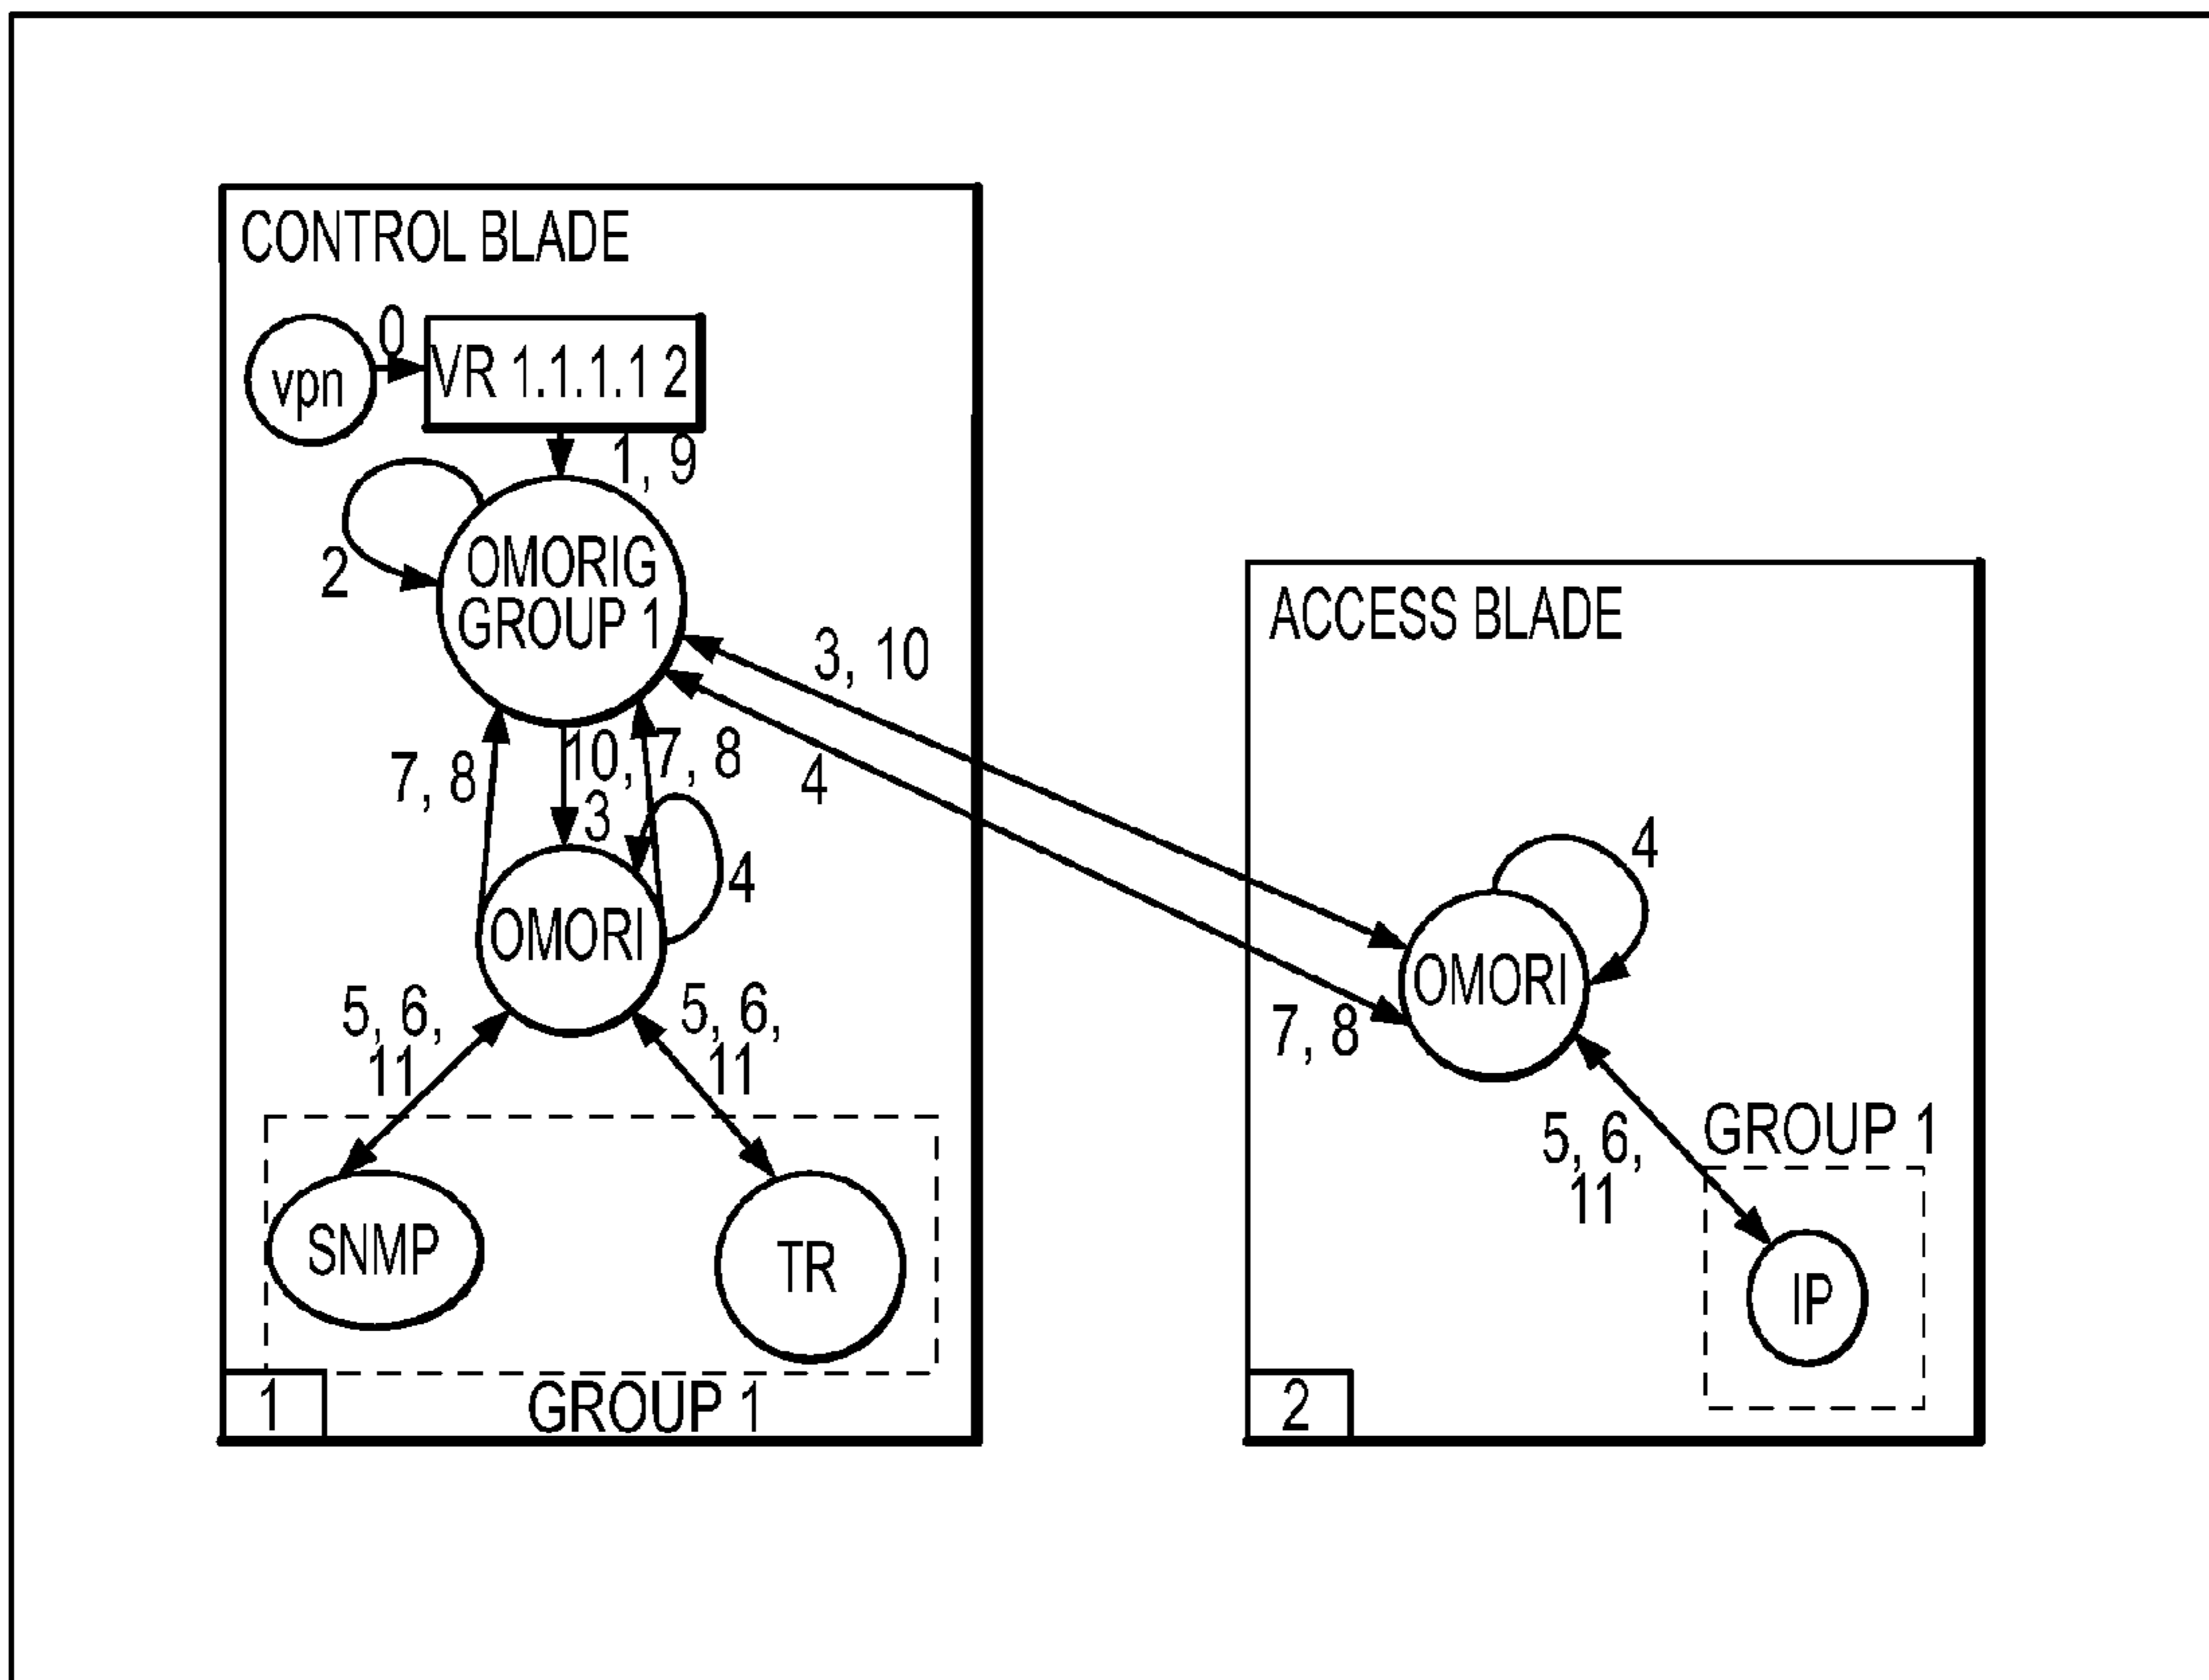 CONTROL BLADE
0
vpn
VR 1.1.1.1 2
1, 9
2
OMORIG
GROUP 1
3, 10
4
7, 8
10,
3
7, 8
4
OMORI
5, 6,
11
5, 6,
11
SNMP
TR
1
GROUP 1
ACCESS BLADE
4
OMORI
7, 8
5, 6,
11
GROUP 1
IP
2